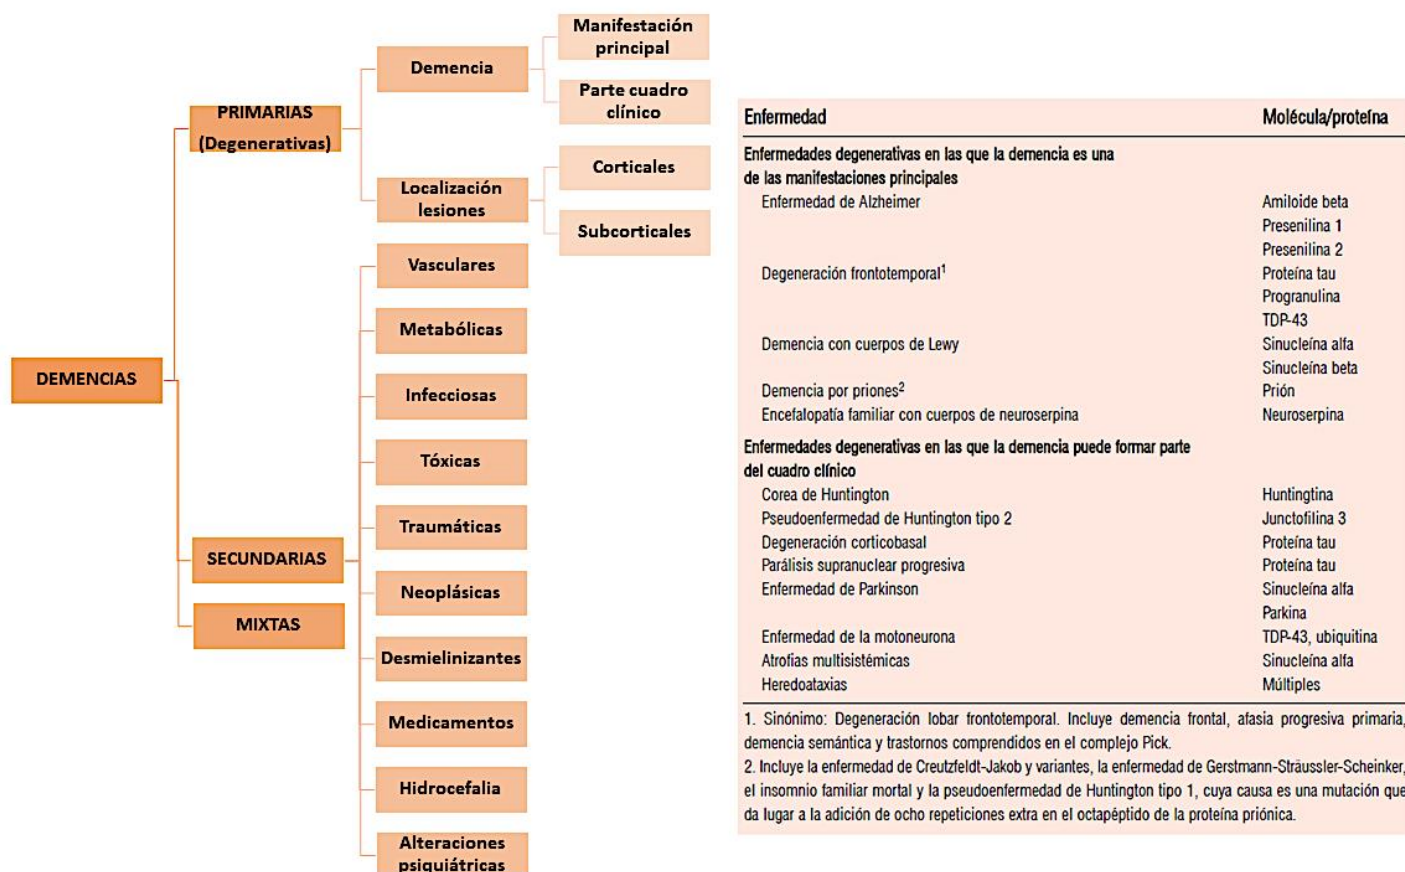 DEMENCIAS
PRIMARIAS
(Degenerativas)
Demencia
Manifestación
principal
Parte cuadro
clínico
Localización
lesiones
Corticales
Subcorticales
SECUNDARIAS
Vasculares
Metabólicas
Infecciosas
Tóxicas
Traumáticas
Neoplásicas
Desmielinizantes
Medicamentos
Hidrocefalia
Alteraciones
psiquiátricas
MIXTAS
Enfermedad Molécula/proteína
Enfermedades degenerativas en las que la demencia es una
de las manifestaciones principales
Enfermedad de Alzheimer Amiloide beta
Presenilina 1
Presenilina 2
Degeneración frontotemporal¹ Proteína tau
Progranulina
TDP-43
Demencia con cuerpos de Lewy Sinucleína alfa
Sinucleína beta
Demencia por priones² Prión
Encefalopatía familiar con cuerpos de neuroserpina Neuroserpina
Enfermedades degenerativas en las que la demencia puede formar parte
del cuadro clínico
Corea de Huntington Huntingtina
Pseudoenfermedad de Huntington tipo 2 Junctofilina 3
Degeneración corticobasal Proteína tau
Parálisis supranuclear progresiva Proteína tau
Enfermedad de Parkinson Sinucleína alfa
Parkina
Enfermedad de la motoneurona TDP-43, ubiquitina
Atrofias multisistémicas Sinucleína alfa
Heredoataxias Múltiples
1. Sinónimo: Degeneración lobar frontotemporal. Incluye demencia frontal, afasia progresiva primaria,
demencia semántica y trastornos comprendidos en el complejo Pick.
2. Incluye la enfermedad de Creutzfeldt-Jakob y variantes, la enfermedad de Gerstmann-Sträussler-Scheinker,
el insomnio familiar mortal y la pseudoenfermedad de Huntington tipo 1, cuya causa es una mutación que
da lugar a la adición de ocho repeticiones extra en el octapéptido de la proteína priónica.